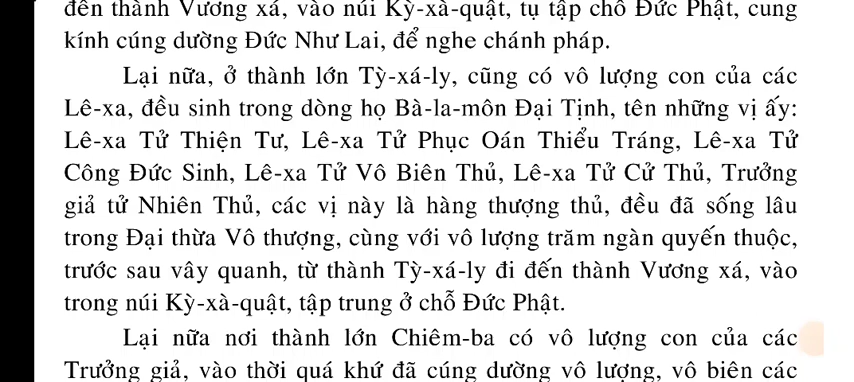 đến thành Vương xá, vào núi Kỳ-xà-quật, tụ tập chỗ Đức Phật, cung
kính cúng dường Đức Như Lai, để nghe chánh pháp.
Lại nữa, ở thành lớn Tỳ-xá-ly, cũng có vô lượng con của các
Lê-xa, đều sinh trong dòng họ Bà-la-môn Đại Tịnh, tên những vị ấy:
Lê-xa Tử Thiện Tư, Lê-xa Tử Phục Oán Thiểu Tráng, Lê-xa Tử
Công Đức Sinh, Lê-xa Tử Vô Biên Thủ, Lê-xa Tử Cử Thủ, Trưởng
giả tử Nhiên Thủ, các vị này là hàng thượng thủ, đều đã sống lâu
trong Đại thừa Vô thượng, cùng với vô lượng trăm ngàn quyến thuộc,
trước sau vây quanh, từ thành Tỳ-xá-ly đi đến thành Vương xá, vào
trong núi Kỳ-xà-quật, tập trung ở chỗ Đức Phật.
Lại nữa nơi thành lớn Chiêm-ba có vô lượng con của các
Trưởng giả, vào thời quá khứ đã cúng dường vô lượng, vô biên các